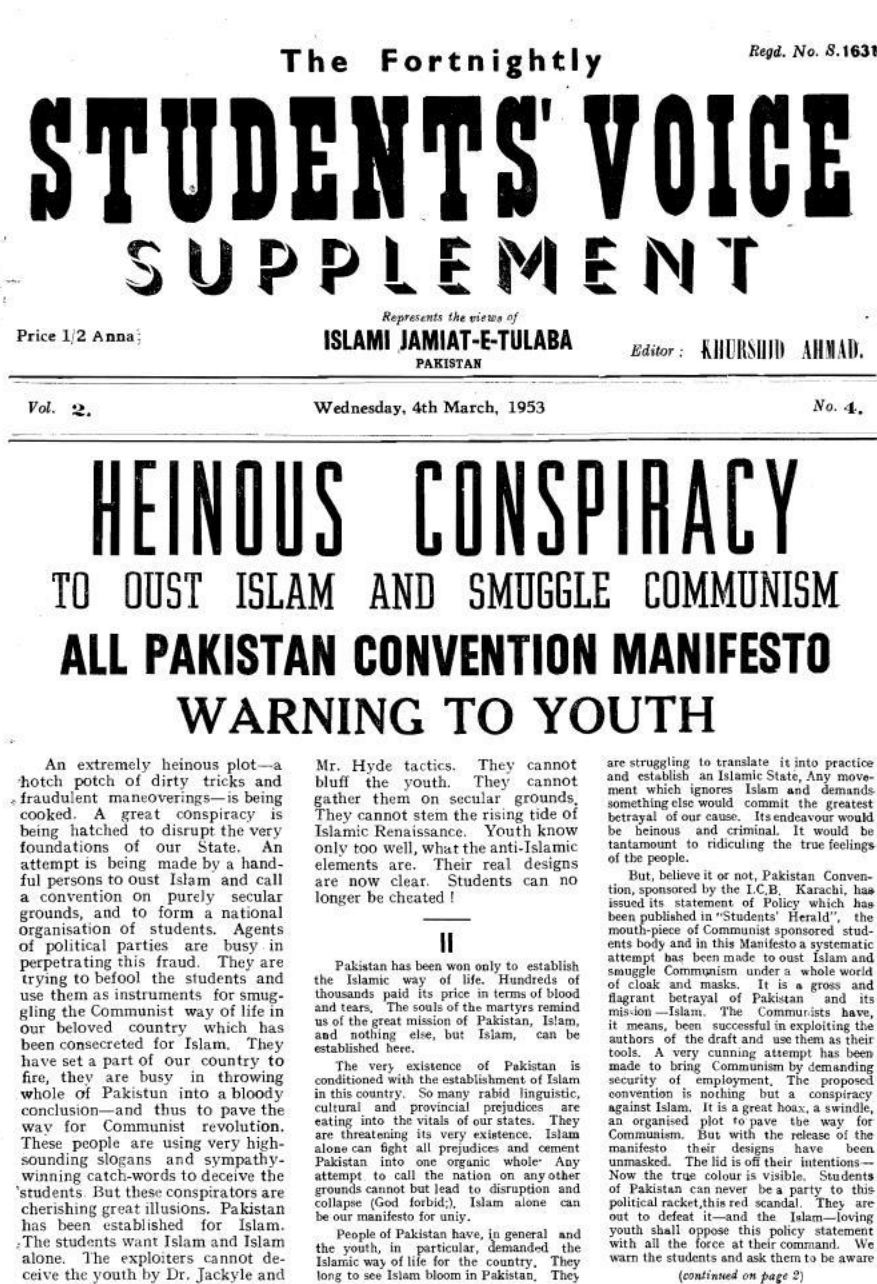 Regd. No. S.1631
The Fortnightly
STUDENTS' VOICE
SUPPLEMENT
Represents the views of
Price 1/2 Anna
ISLAMI JAMIAT-E-TULABA
PAKISTAN
Editor : KHURSHID AHMAD.
Vol. 2.
Wednesday, 4th March, 1953
No. 4.
HEINOUS CONSPIRACY
TO OUST ISLAM AND SMUGGLE COMMUNISM
ALL PAKISTAN CONVENTION MANIFESTO
WARNING TO YOUTH
An extremely heinous plot—a
hotch potch of dirty tricks and
fraudulent maneoverings—is being
cooked. A great conspiracy is
being hatched to disrupt the very
foundations of our State. An
attempt is being made by a hand-
ful persons to oust Islam and call
a convention on purely secular
grounds, and to form a national
organisation of students. Agents
of political parties are busy in
perpetrating this fraud. They are
trying to befool the students and
use them as instruments for smug-
gling the Communist way of life in
our beloved country which has
been consecreted for Islam. They
have set a part of our country to
fire, they are busy in throwing
whole of Pakistun into a bloody
conclusion—and thus to pave the
way for Communist revolution.
These people are using very high-
sounding slogans and sympathy-
winning catch-words to deceive the
students. But these conspirators are
cherishing great illusions. Pakistan
has been established for Islam.
The students want Islam and Islam
alone. The exploiters cannot de-
ceive the youth by Dr. Jackyle and
Mr. Hyde tactics. They cannot
bluff the youth. They cannot
gather them on secular grounds.
They cannot stem the rising tide of
Islamic Renaissance. Youth know
only too well, what the anti-Islamic
elements are. Their real designs
are now clear. Students can no
longer be cheated !
II
Pakistan has been won only to establish
the Islamic way of life. Hundreds of
thousands paid its price in terms of blood
and tears. The souls of the martyrs remind
us of the great mission of Pakistan, Islam,
and nothing else, but Islam, can be
established here.
The very existence of Pakistan is
conditioned with the establishment of Islam
in this country. So many rabid linguistic,
cultural and provincial prejudices are
eating into the vitals of our states. They
are threatening its very existence. Islam
alone can fight all prejudices and cement
Pakistan into one organic whole· Any
attempt to call the nation on any other
grounds cannot but lead to disruption and
collapse (God forbid;). Islam alone can
be our manifesto for uniy.
People of Pakistan have, in general and
the youth, in particular, demanded the
Islamic way of life for the country. They
long to see Islam bloom in Pakistan. They
are struggling to translate it into practice
and establish an Islamic State, Any move-
ment which ignores Islam and demands
something else would commit the greatest
betrayal of our cause. Its endeavour would
be heinous and criminal. It would be
tantamount to ridiculing the true feelings
of the people.
But, believe it or not, Pakistan Conven-
tion, sponsored by the I.C.B. Karachi, has
issued its statement of Policy which has
been published in "Students' Herald", the
mouth-piece of Communist sponsored stud-
ents body and in this Manifesto a systematic
attempt has been made to oust Islam and
smuggle Communism under a whole world
of cloak and masks. It is a gross and
flagrant betrayal of Pakistan and its
mission—Islam. The Communists have,
it means, been successful in exploiting the
authors of the draft and use them as their
tools. A very cunning attempt has been
made to bring Communism by demanding
security of employment. The proposed
convention is nothing but a conspiracy
against Islam. It is a great hoax, a swindle,
an organised plot to pave the way for
Communism. But with the release of the
manifesto their designs have been
unmasked. The lid is off their intentions—
Now the true colour is visible. Students
of Pakistan can never be a party to this
political racket,this red scandal. They are
out to defeat it—and the Islam—loving
youth shall oppose this policy statement
with all the force at their command. We
warn the students and ask them to be aware
(continued on page 2)